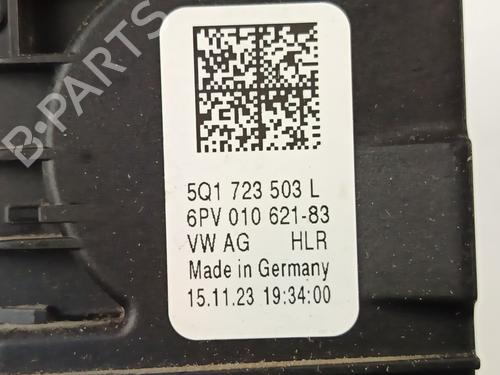 B-PARTS
5Q1 723 503 L
6PV 010 621-83
VW AG HLR
Made in Germany
15.11.23 19:34:00